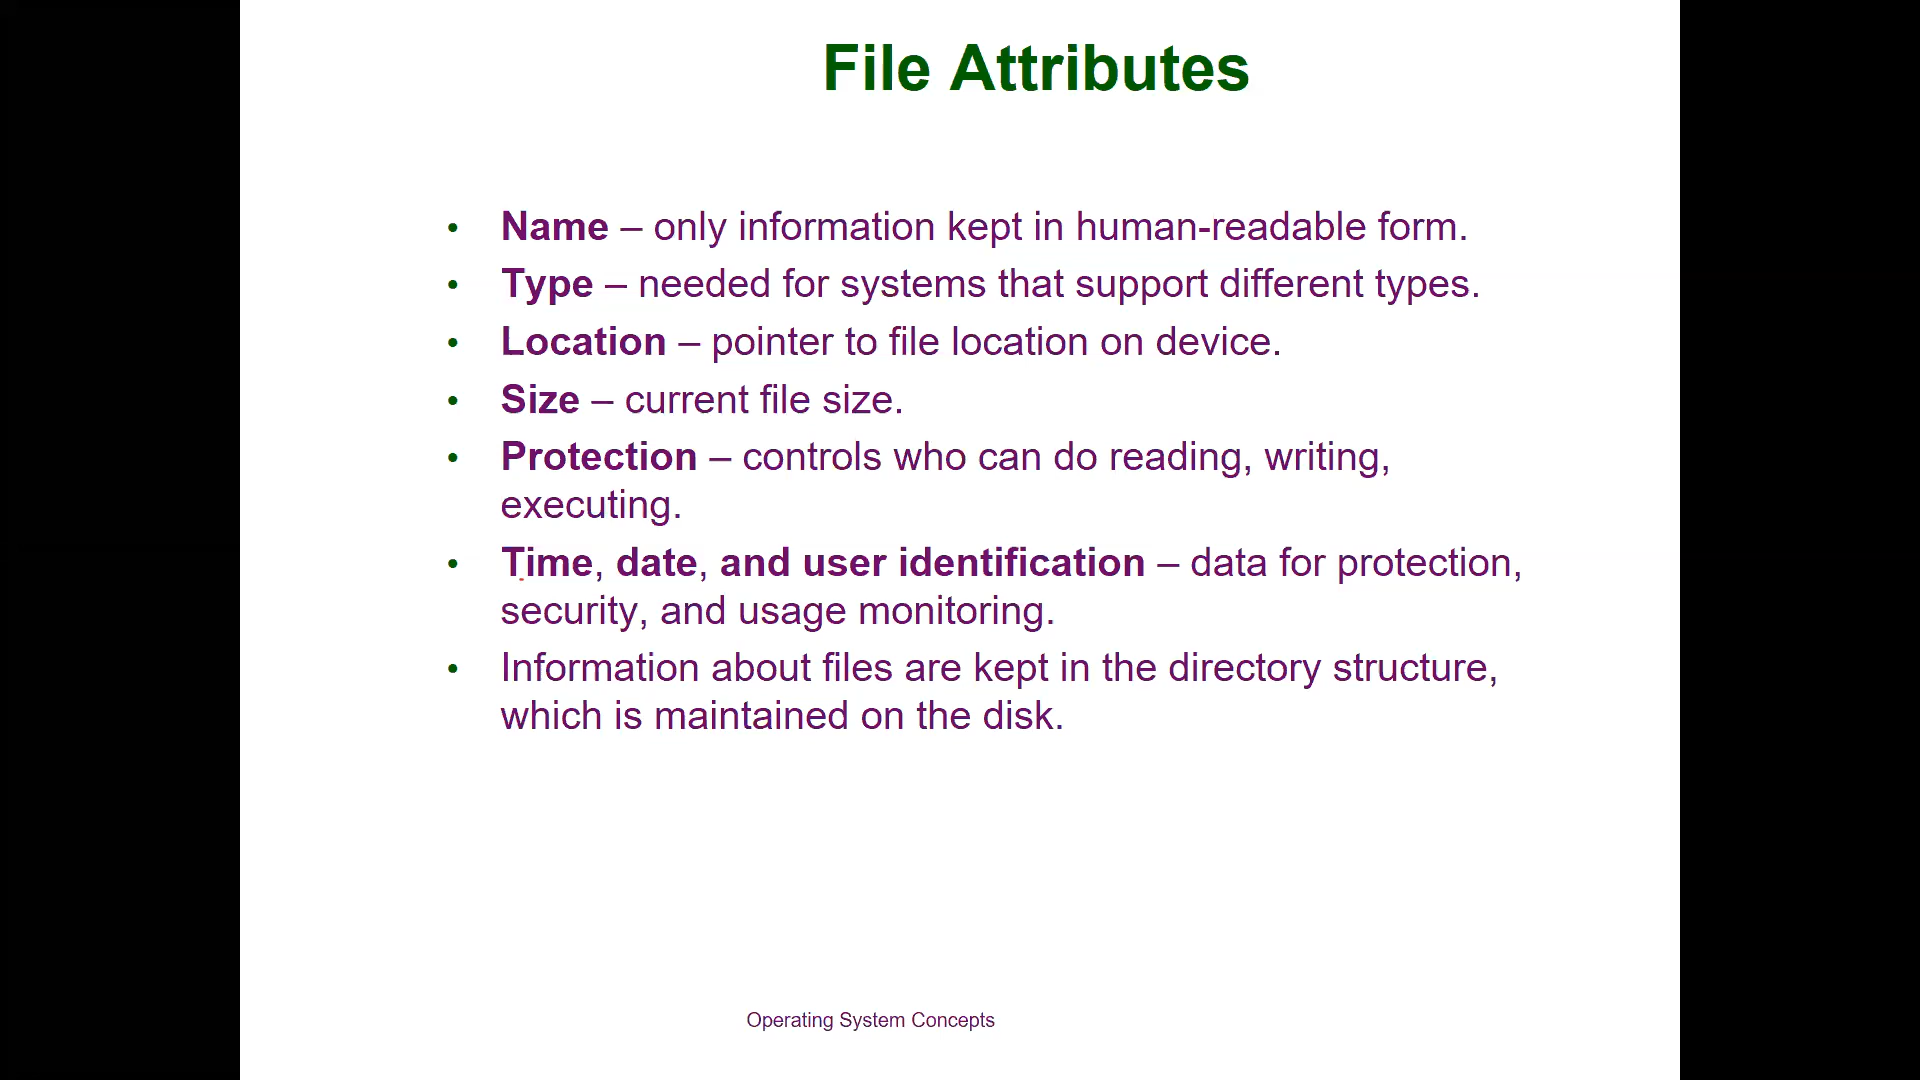 File Attributes
• Name – only information kept in human-readable form.
• Type – needed for systems that support different types.
• Location – pointer to file location on device.
• Size – current file size.
• Protection – controls who can do reading, writing,
executing.
• Time, date, and user identification – data for protection,
security, and usage monitoring.
• Information about files are kept in the directory structure,
which is maintained on the disk.
Operating System Concepts